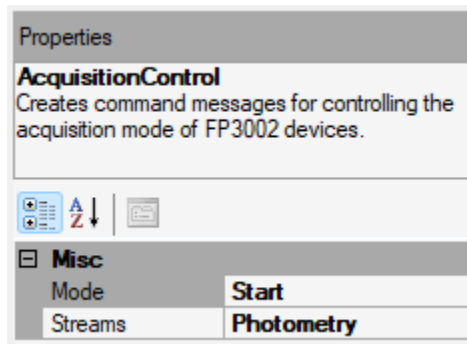 Properties
AcquisitionControl
Creates command messages for controlling the
acquisition mode of FP3002 devices.
A
Z
Misc
Mode Start
Streams Photometry